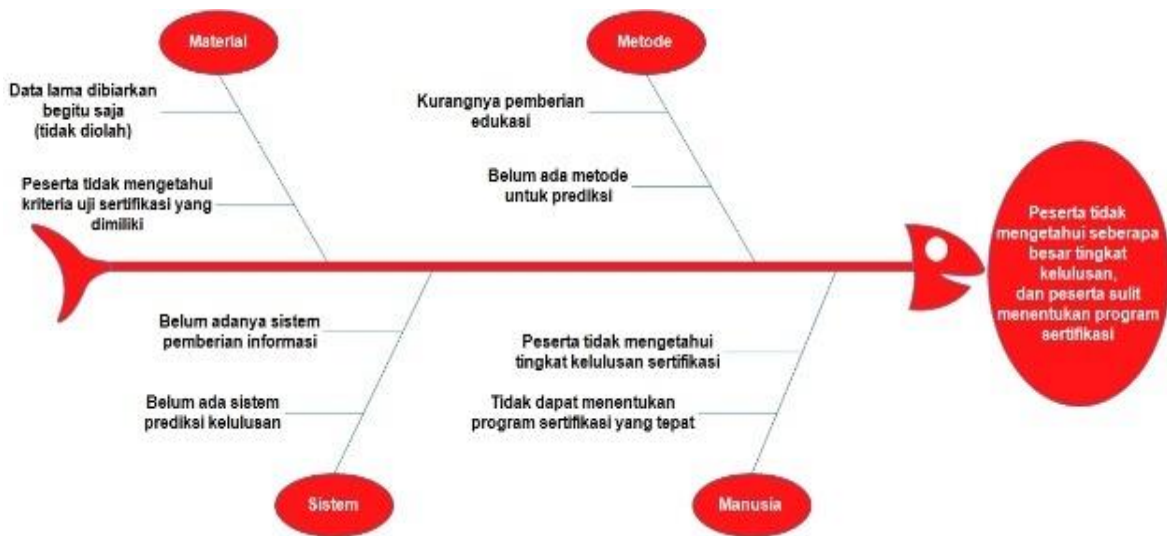 Material
Metode
Data lama dibiarkan
begitu saja
(tidak diolah)
Kurangnya pemberian
edukasi
Peserta tidak mengetahui
kriteria uji sertifikasi yang
dimiliki
Belum ada metode
untuk prediksi
Peserta tidak
mengetahui seberapa
besar tingkat
kelulusan,
dan peserta sulit
menentukan program
sertifikasi
Belum adanya sistem
pemberian informasi
Peserta tidak mengetahui
tingkat kelulusan sertifikasi
Belum ada sistem
prediksi kelulusan
Tidak dapat menentukan
program sertifikasi yang tepat
Sistem
Manusia